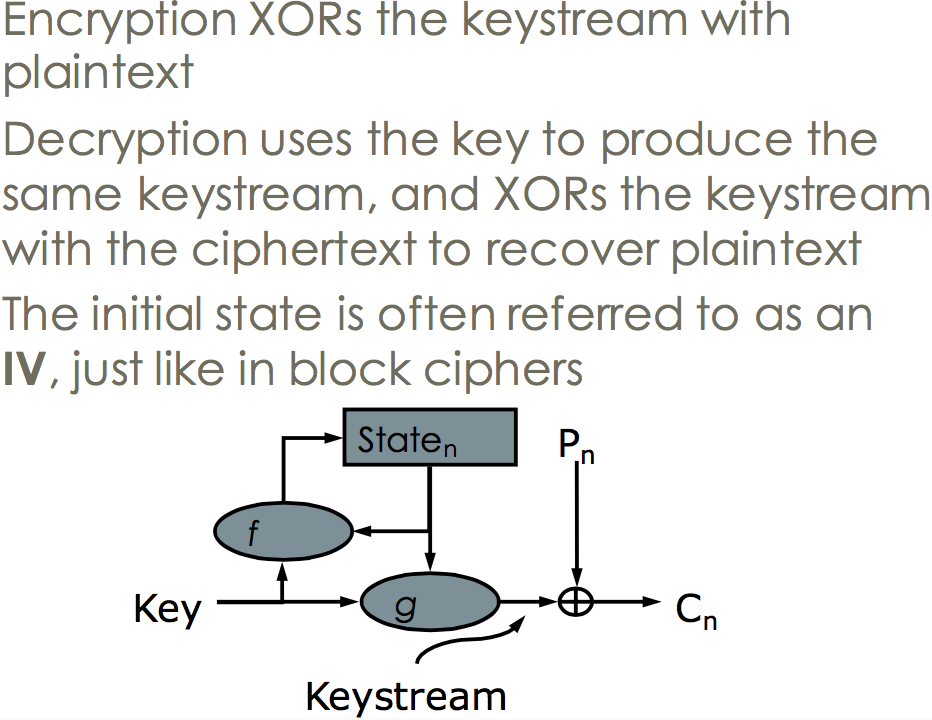 Encryption XORs the keystream with
plaintext
Decryption uses the key to produce the
same keystream, and XORs the keystream
with the ciphertext to recover plaintext
The initial state is often referred to as an
IV, just like in block ciphers
Stateₙ
Pₙ
f
Key
g
Cₙ
Keystream